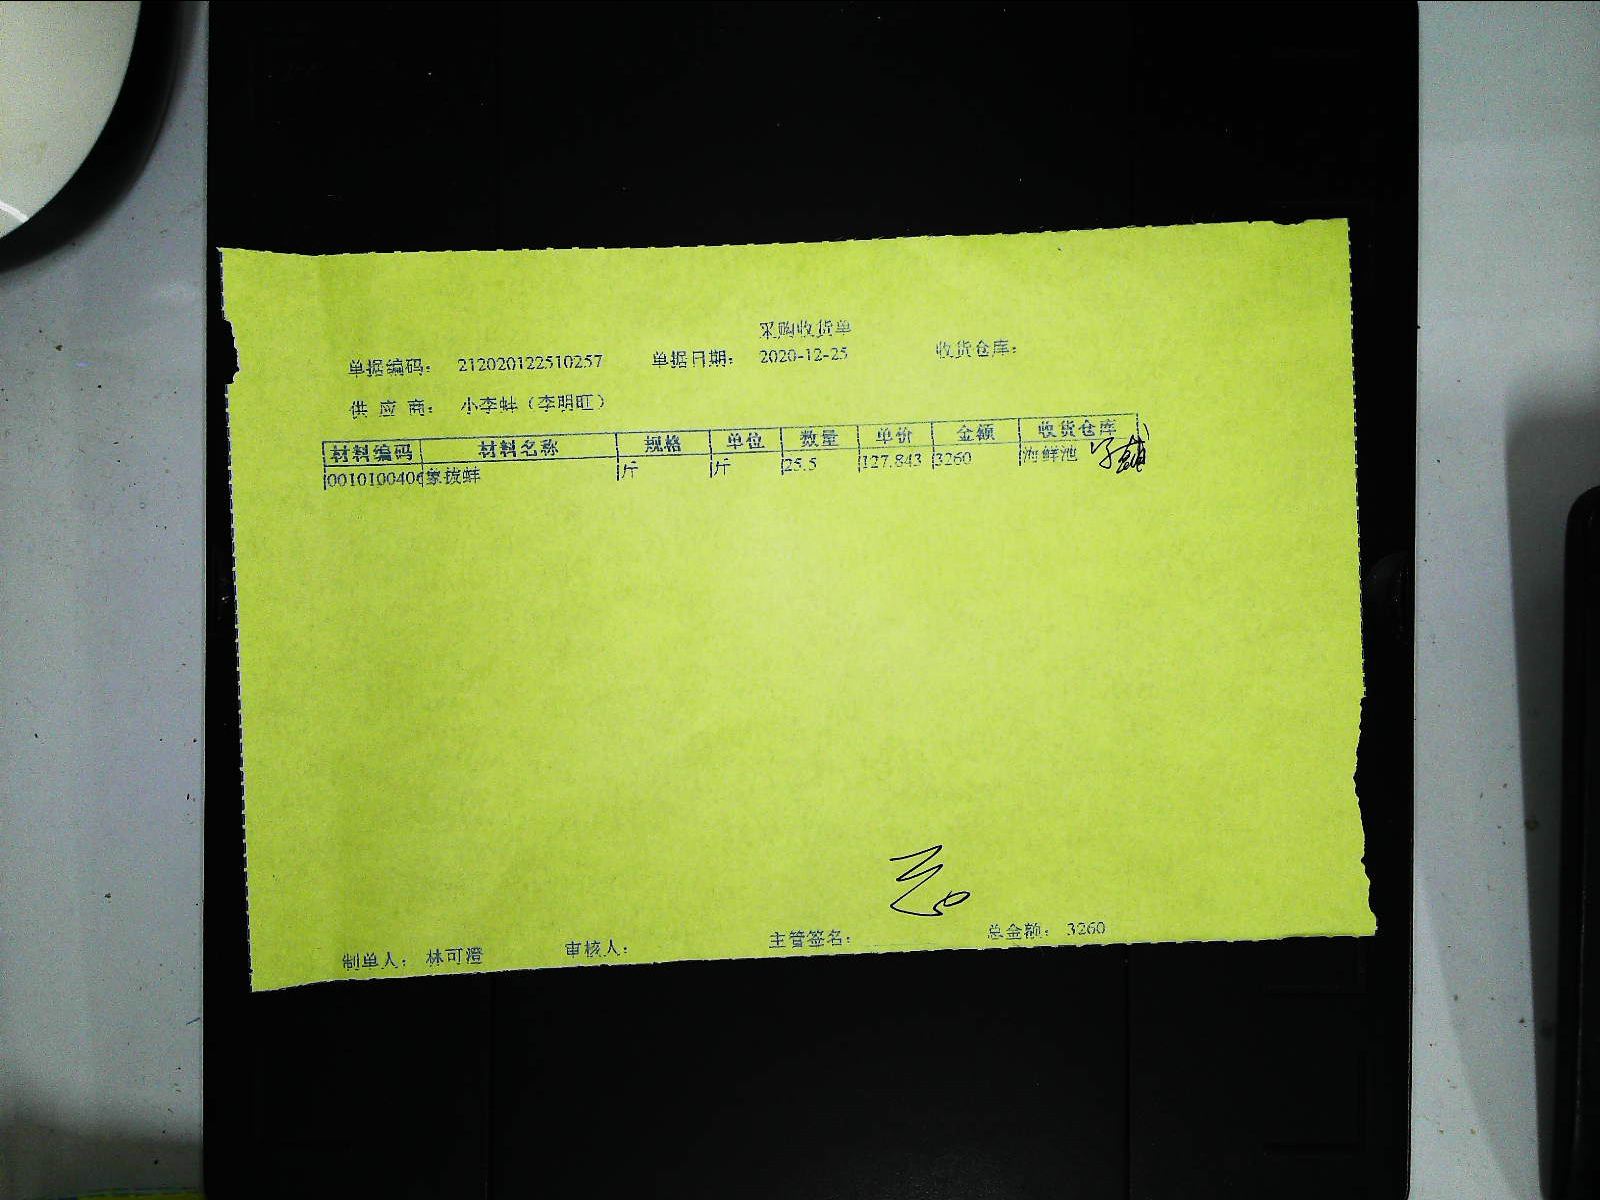 采购收货单
单据编码： 212020122510257 单据日期： 2020-12-25 收货仓库：
供 应 商： 小李蚌（李明旺）
材料编码 材料名称 规格 单位 数量 单价 金额 收货仓库
0010100406 象拔蚌 斤 斤 25.5 127.843 3260 海鲜池
制单人： 林可澄 审核人： 主管签名： 总金额： 3260